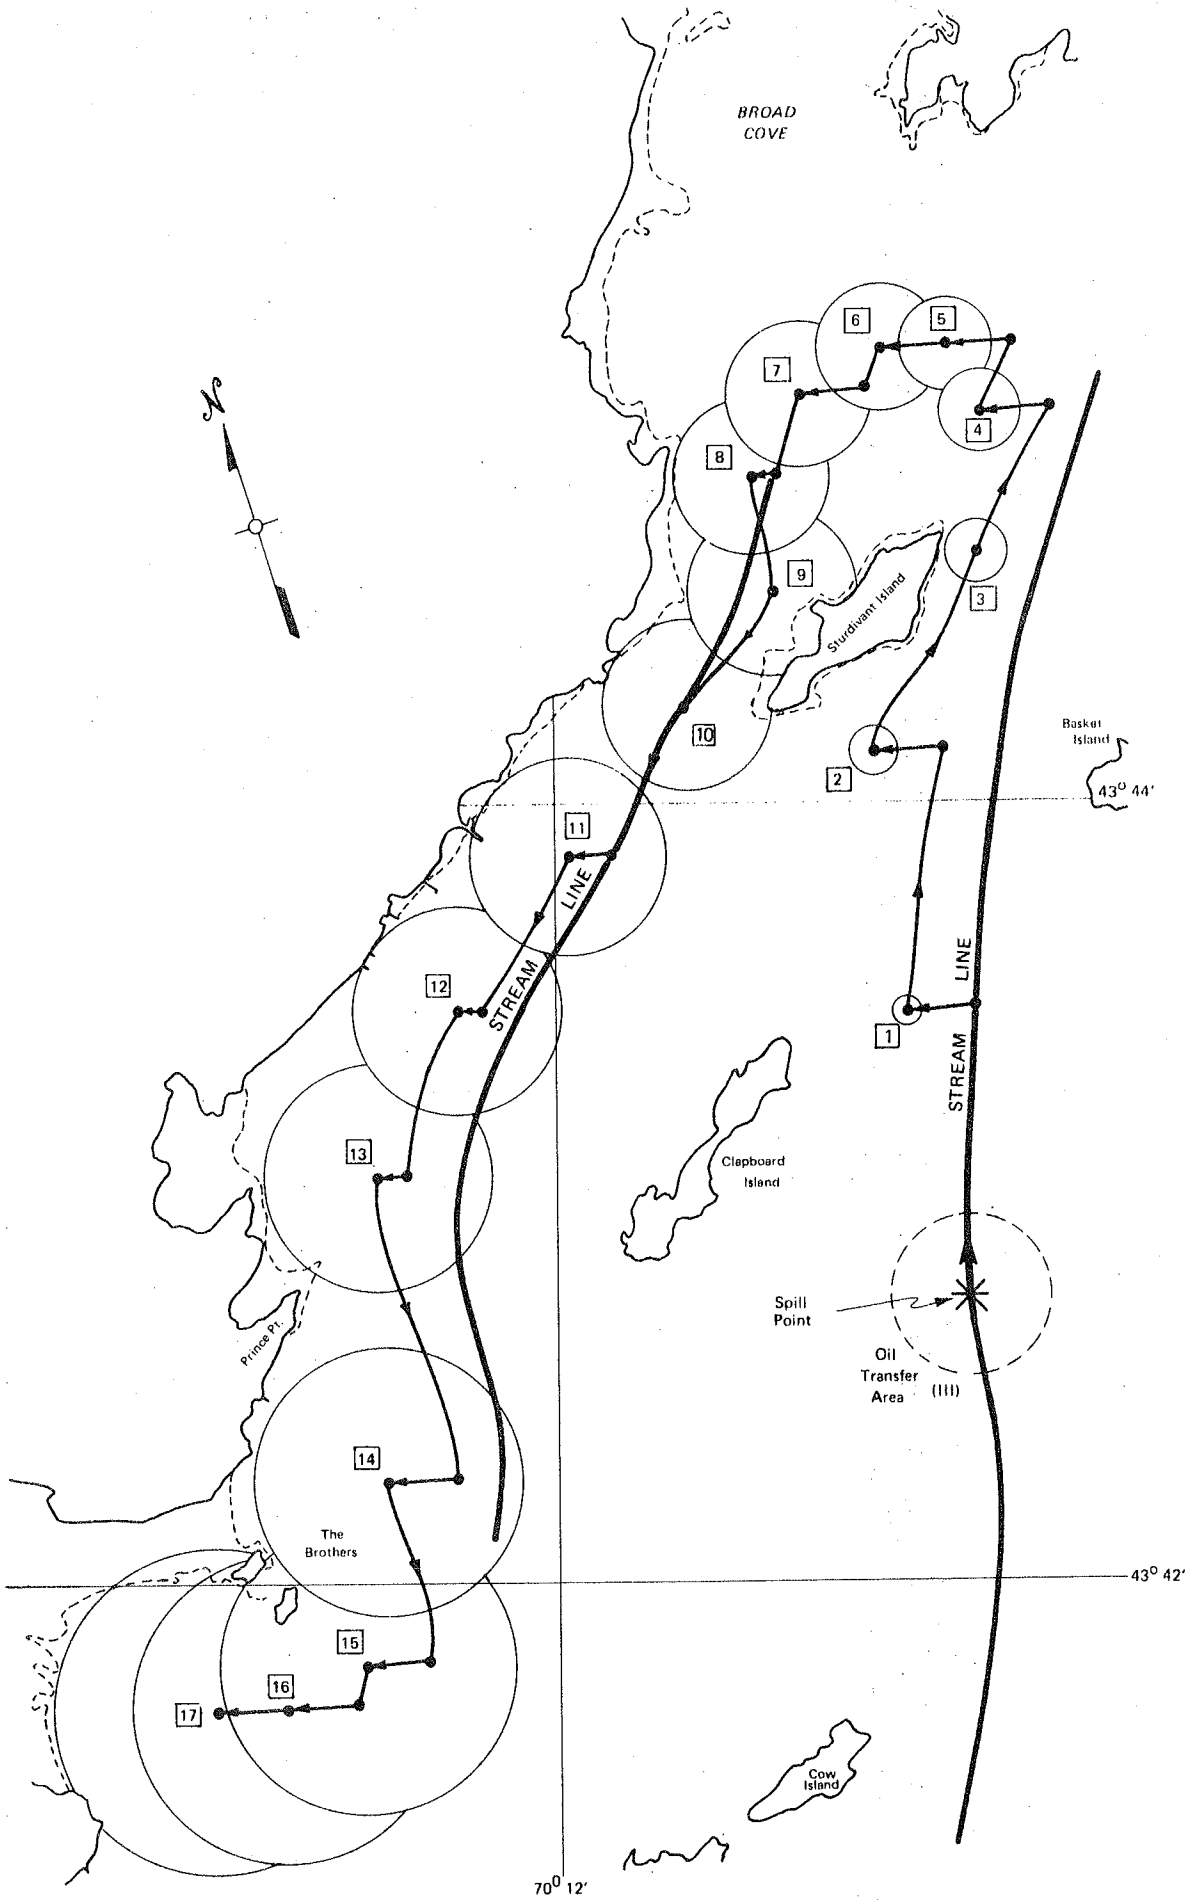 BROAD
COVE
N
6
5
7
4
8
9
3
Sturdivant Island
10
Basket
Island
2
43° 44'
11
LINE
STREAM
12
LINE
STREAM
1
13
Clapboard
Island
Spill
Point
Prince Pt.
Oil
Transfer
Area (III)
14
The
Brothers
43° 42'
15
16
17
Cow
Island
70° 12'